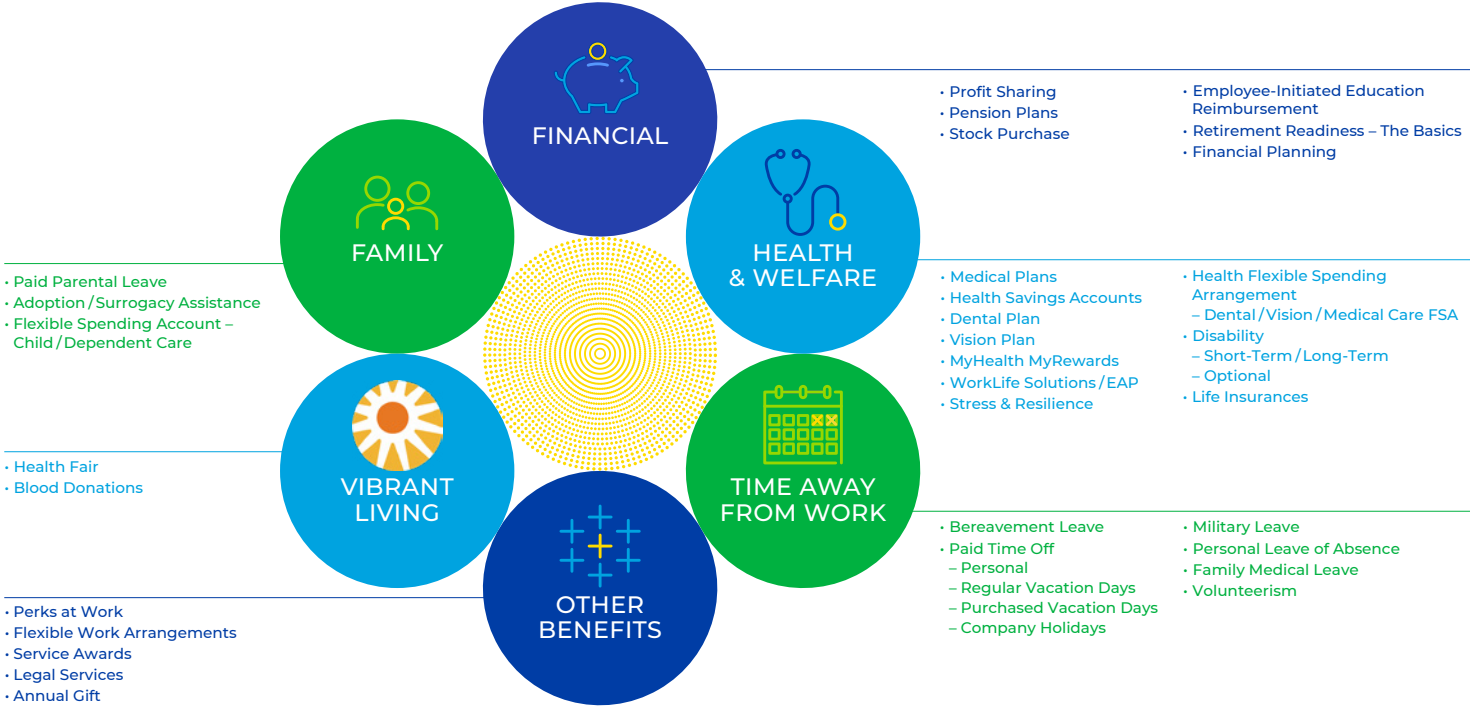 FINANCIAL
• Profit Sharing
• Pension Plans
• Stock Purchase
• Employee-Initiated Education
Reimbursement
• Retirement Readiness – The Basics
• Financial Planning
HEALTH
& WELFARE
• Medical Plans
• Health Savings Accounts
• Dental Plan
• Vision Plan
• MyHealth MyRewards
• WorkLife Solutions / EAP
• Stress & Resilience
• Health Flexible Spending
Arrangement
– Dental / Vision / Medical Care FSA
• Disability
– Short-Term / Long-Term
– Optional
• Life Insurances
TIME AWAY
FROM WORK
• Bereavement Leave
• Paid Time Off
– Personal
– Regular Vacation Days
– Purchased Vacation Days
– Company Holidays
• Military Leave
• Personal Leave of Absence
• Family Medical Leave
• Volunteerism
OTHER
BENEFITS
• Perks at Work
• Flexible Work Arrangements
• Service Awards
• Legal Services
• Annual Gift
VIBRANT
LIVING
• Health Fair
• Blood Donations
FAMILY
• Paid Parental Leave
• Adoption / Surrogacy Assistance
• Flexible Spending Account –
Child / Dependent Care